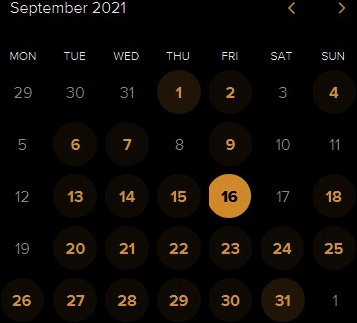 September 2021
MON TUE WED THU FRI SAT SUN
29 30 31 1 2 3 4
5 6 7 8 9 10 11
12 13 14 15 16 17 18
19 20 21 22 23 24 25
26 27 28 29 30 31 1